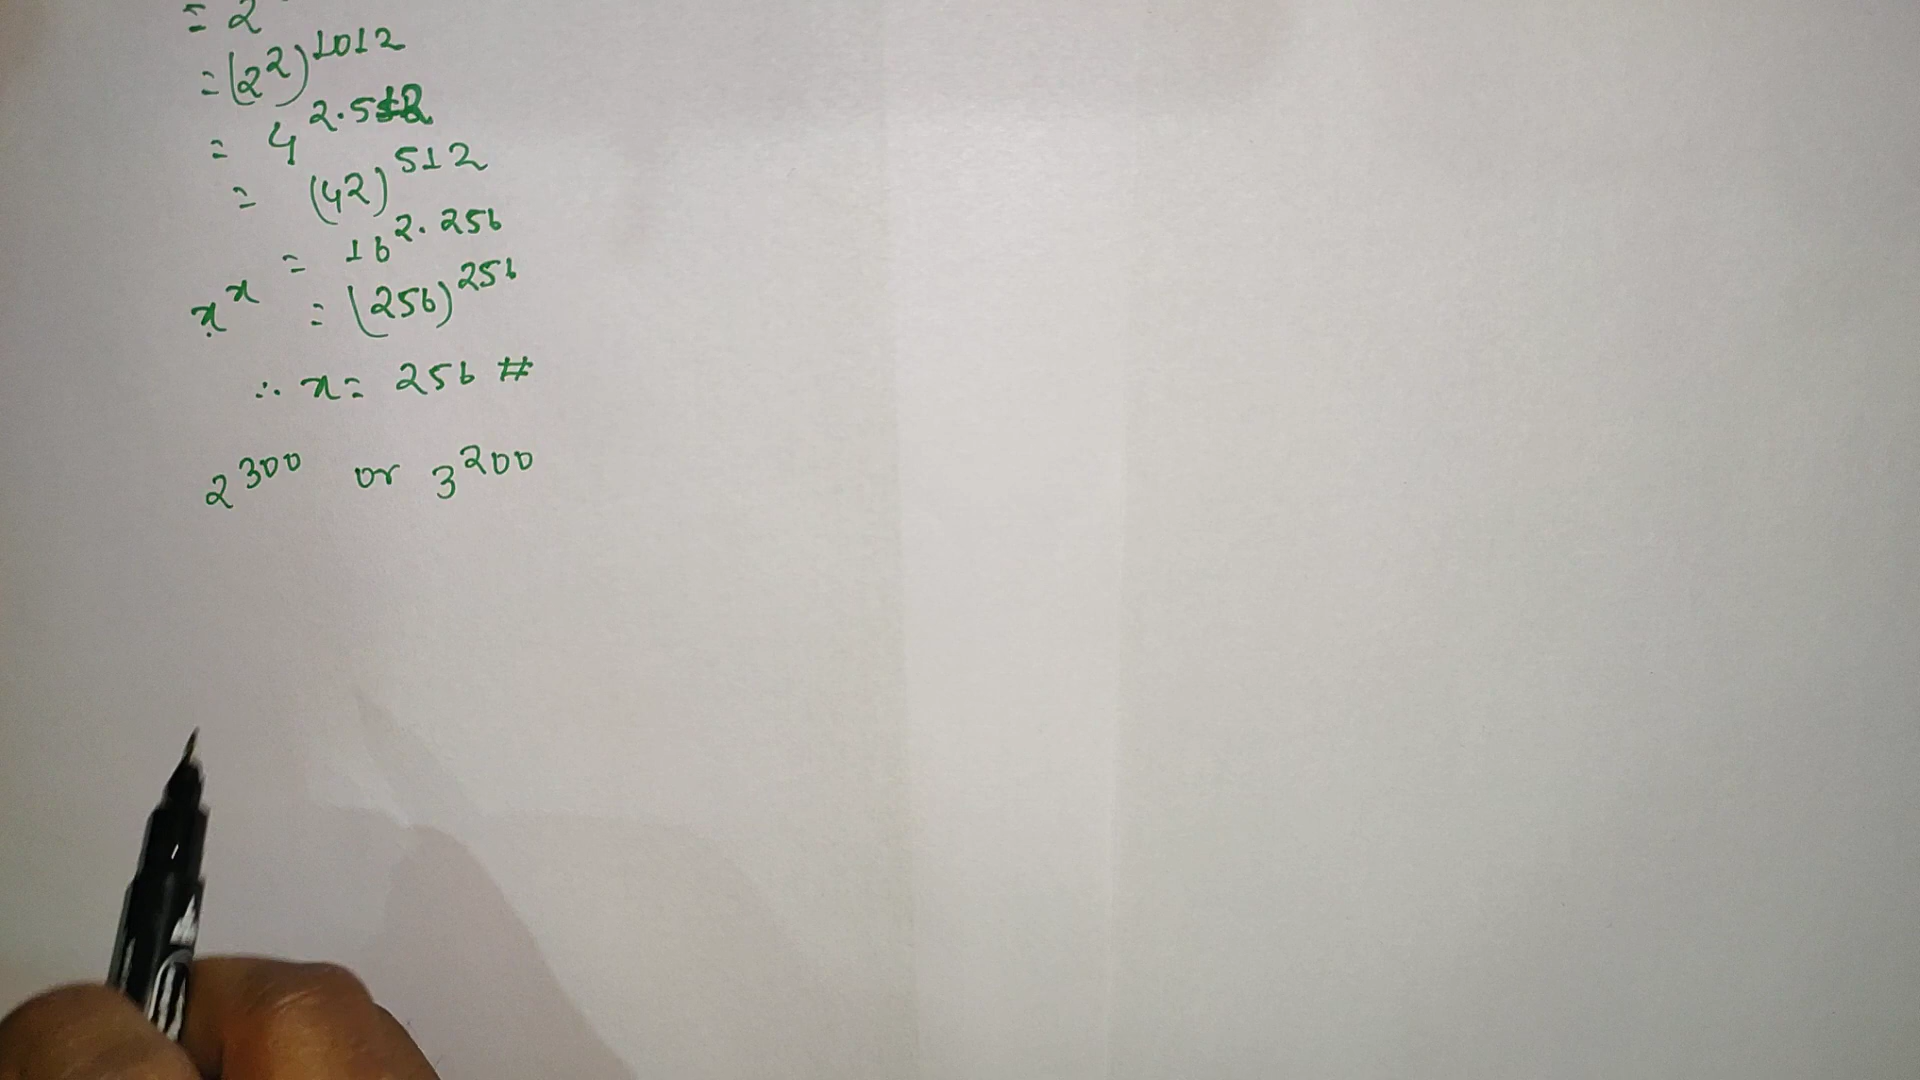 = 2
= (2²)^1012
= 4^2·512
= (42)^512
= 16^2·256
x^x = (256)^256
∴ x = 256 #
2^300 or 3^200